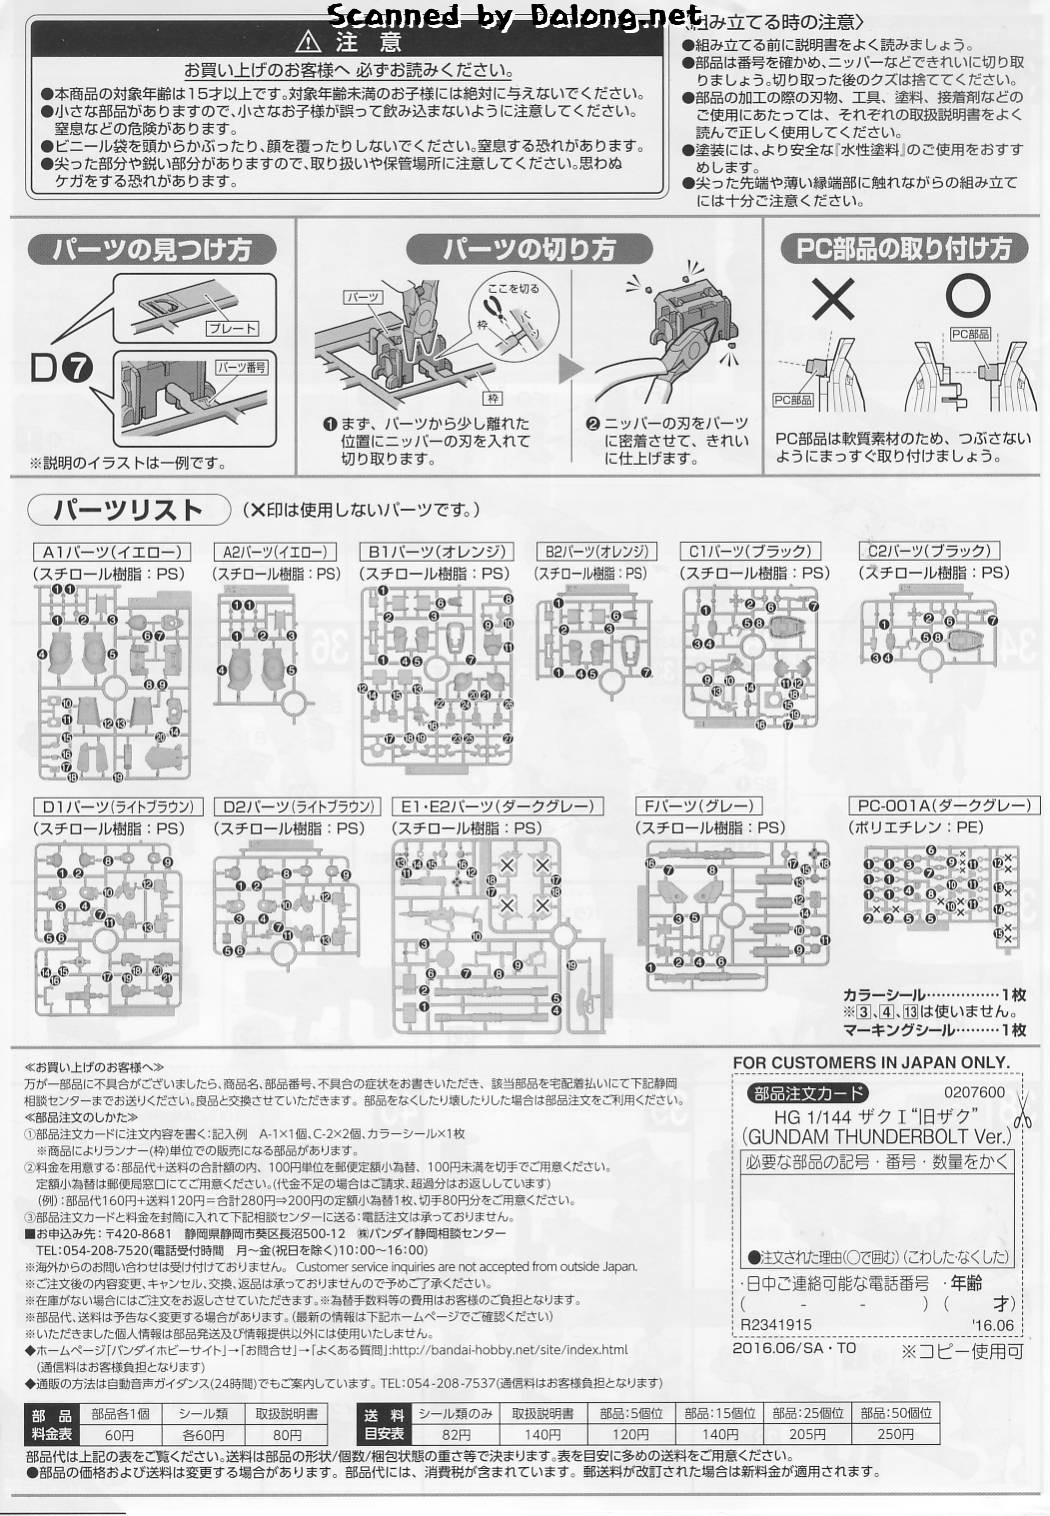 Scanned by Dalong.net
注 意
お買い上げのお客様へ 必ずお読みください。
●本商品の対象年齢は15才以上です。対象年齢未満のお子様には絶対に与えないでください。
●小さな部品がありますので、小さなお子様が誤って飲み込まないように注意してください。
窒息などの危険があります。
●ビニール袋を頭からかぶったり、顔を覆ったりしないでください。窒息する恐れがあります。
●尖った部分や鋭い部分がありますので、取り扱いや保管場所に注意してください。思わぬ
ケガをする恐れがあります。
〈組み立てる時の注意〉
●組み立てる前に説明書をよく読みましょう。
●部品は番号を確かめ、ニッパーなどできれいに切り取
りましょう。切り取った後のクズは捨ててください。
●部品の加工の際の刃物、工具、塗料、接着剤などの
ご使用にあたっては、それぞれの取扱説明書をよく
読んで正しく使用してください。
●塗装には、より安全な『水性塗料』のご使用をおすす
めします。
●尖った先端や薄い縁端部に触れながらの組み立て
には十分ご注意ください。
パーツの見つけ方
プレート
D❼
パーツ番号
※説明のイラストは一例です。
パーツの切り方
パーツ
ここを切る
枠
枠
❶ まず、パーツから少し離れた
位置にニッパーの刃を入れて
切り取ります。
❷ ニッパーの刃をパーツ
に密着させて、きれい
に仕上げます。
PC部品の取り付け方
PC部品
PC部品
PC部品は軟質素材のため、つぶさない
ようにまっすぐ取り付けましょう。
パーツリスト
(✕印は使用しないパーツです。)
A1パーツ(イエロー)
(スチロール樹脂：PS)
A2パーツ(イエロー)
(スチロール樹脂：PS)
B1パーツ(オレンジ)
(スチロール樹脂：PS)
B2パーツ(オレンジ)
(スチロール樹脂：PS)
C1パーツ(ブラック)
(スチロール樹脂：PS)
C2パーツ(ブラック)
(スチロール樹脂：PS)
D1パーツ(ライトブラウン)
(スチロール樹脂：PS)
D2パーツ(ライトブラウン)
(スチロール樹脂：PS)
E1・E2パーツ(ダークグレー)
(スチロール樹脂：PS)
Fパーツ(グレー)
(スチロール樹脂：PS)
PC-001A(ダークグレー)
(ポリエチレン：PE)
カラーシール……………1枚
※3、4、13は使いません。
マーキングシール………1枚
≪お買い上げのお客様へ≫
万が一部品に不具合がございましたら、商品名、部品番号、不具合の症状をお書きいただき、該当部品を宅配着払いにて下記静岡
相談センターまでお送りください。良品と交換させていただきます。部品をなくしたり壊したりした場合は部品注文をご利用ください。
≪部品注文のしかた≫
①部品注文カードに注文内容を書く：記入例 A-1×1個、C-2×2個、カラーシール×1枚
※商品によりランナー(枠)単位での販売になる部品があります。
②料金を用意する：部品代+送料の合計額の内、100円単位を郵便定額小為替、100円未満を切手でご用意ください。
定額小為替は郵便局窓口にてご用意ください。(代金不足の場合はご請求、超過分はお返ししています)
(例)：部品代160円+送料120円=合計280円⇒200円の定額小為替1枚、切手80円分をご用意ください。
③部品注文カードと料金を封筒に入れて下記相談センターに送る：電話注文は承っておりません。
■お申込み先：〒420-8681 静岡県静岡市葵区長沼500-12 ㈱バンダイ静岡相談センター
TEL：054-208-7520(電話受付時間 月～金(祝日を除く)10：00～16：00)
※海外からのお問い合わせは受け付けておりません。 Customer service inquiries are not accepted from outside Japan.
※ご注文後の内容変更、キャンセル、交換、返品は承っておりませんので予めご了承ください。
※在庫がない場合にはご注文をお返しさせていただきます。※為替手数料等の費用はお客様のご負担となります。
※部品代、送料は予告なく変更する場合があります。(最新の情報は下記ホームページでご確認ください)
※いただきました個人情報は部品発送及び情報提供以外には使用いたしません。
◆ホームページ「バンダイホビーサイト」→「お問合せ」→「よくある質問」:http://bandai-hobby.net/site/index.html
(通信料はお客様負担となります)
◆通販の方法は自動音声ガイダンス(24時間)でもご案内しています。TEL：054-208-7537(通信料はお客様負担となります)
FOR CUSTOMERS IN JAPAN ONLY.
部品注文カード 0207600
HG 1/144 ザクⅠ“旧ザク”
(GUNDAM THUNDERBOLT Ver.)
必要な部品の記号・番号・数量をかく
●注文された理由(○で囲む)(こわした・なくした)
・日中ご連絡可能な電話番号 ・年齢
( - - ) ( 才)
R2341915 '16.06
2016.06/SA・TO ※コピー使用可
部 品 料金表 部品各1個 シール類 取扱説明書
60円 各60円 80円
送 料 目安表 シール類のみ 取扱説明書 部品：5個位 部品：15個位 部品：25個位 部品：50個位
82円 140円 120円 140円 205円 250円
部品代は上記の表をご覧ください。送料は部品の形状/個数/梱包状態の重さ等で決まります。表を目安に多めの送料をご用意ください。
●部品の価格および送料は変更する場合があります。部品代には、消費税が含まれています。郵送料が改訂された場合は新料金が適用されます。